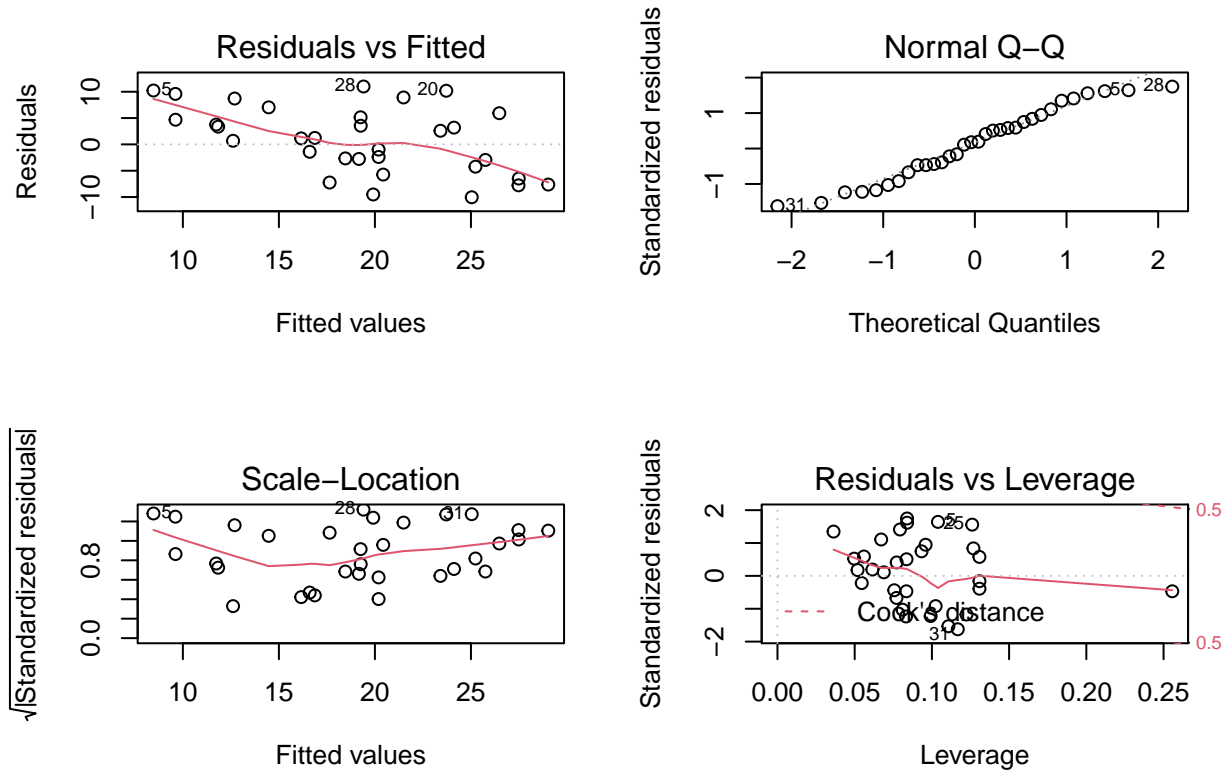 Residuals vs Fitted
Residuals
−10 0 10
5
28
20
10 15 20 25
Fitted values
Normal Q−Q
Standardized residuals
−1 1
31
5
28
−2 −1 0 1 2
Theoretical Quantiles
Scale−Location
√|Standardized residuals|
0.0 0.8
5
28
31
10 15 20 25
Fitted values
Residuals vs Leverage
Standardized residuals
−2 0 2
5
25
31
Cook's distance
0.5
0.5
0.00 0.05 0.10 0.15 0.20 0.25
Leverage